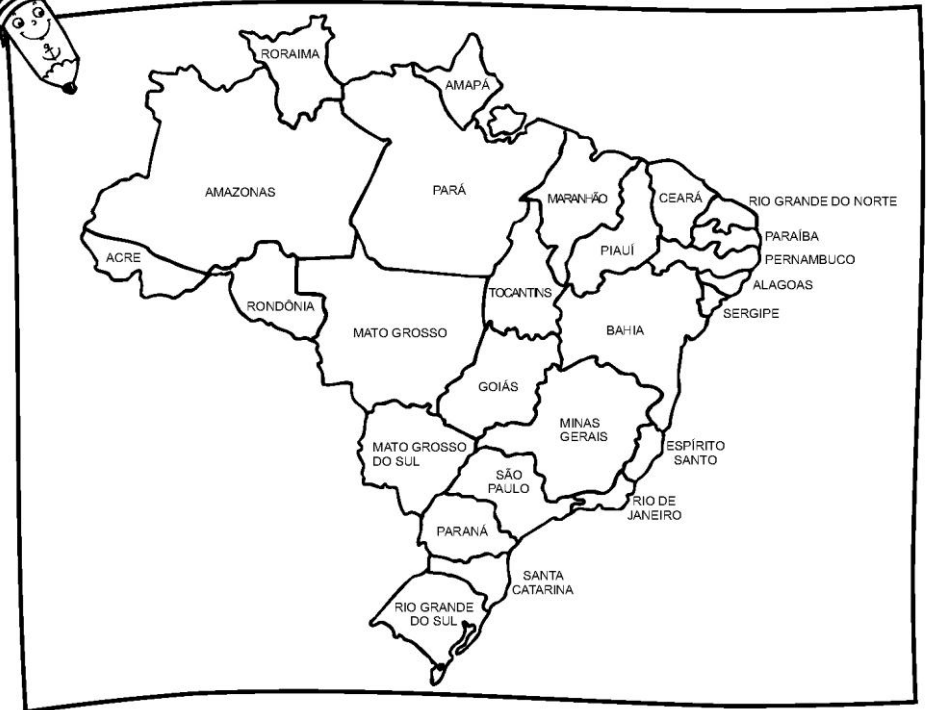 RORAIMA
AMAPÁ
AMAZONAS
PARÁ
MARANHÃO
CEARÁ
RIO GRANDE DO NORTE
PARAÍBA
PIAUÍ
PERNAMBUCO
ACRE
ALAGOAS
TOCANTINS
RONDÔNIA
SERGIPE
MATO GROSSO
BAHIA
GOIÁS
MINAS
GERAIS
MATO GROSSO
DO SUL
ESPÍRITO
SANTO
SÃO
PAULO
RIO DE
JANEIRO
PARANÁ
SANTA
CATARINA
RIO GRANDE
DO SUL